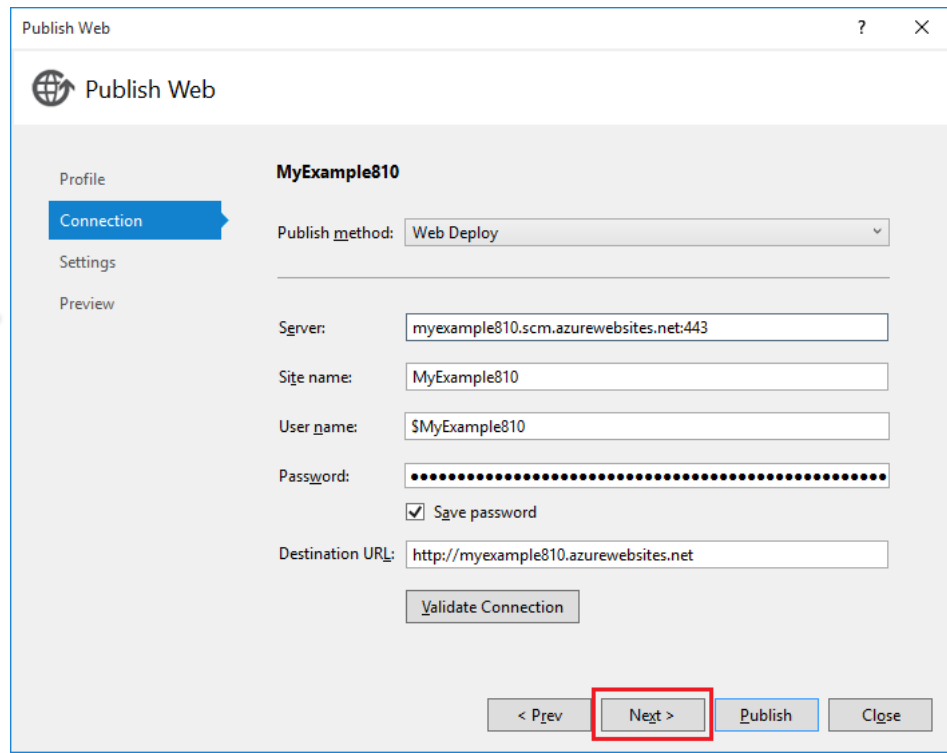 Publish Web
?
Publish Web
Profile
Connection
Settings
Preview
MyExample810
Publish method: Web Deploy
Server: myexample810.scm.azurewebsites.net:443
Site name: MyExample810
User name: $MyExample810
Password: ●●●●●●●●●●●●●●●●●●●●●●●●●●●●●●●●●●●●●●●●●●●●●●●●●●●●
Save password
Destination URL: http://myexample810.azurewebsites.net
Validate Connection
< Prev Next > Publish Close